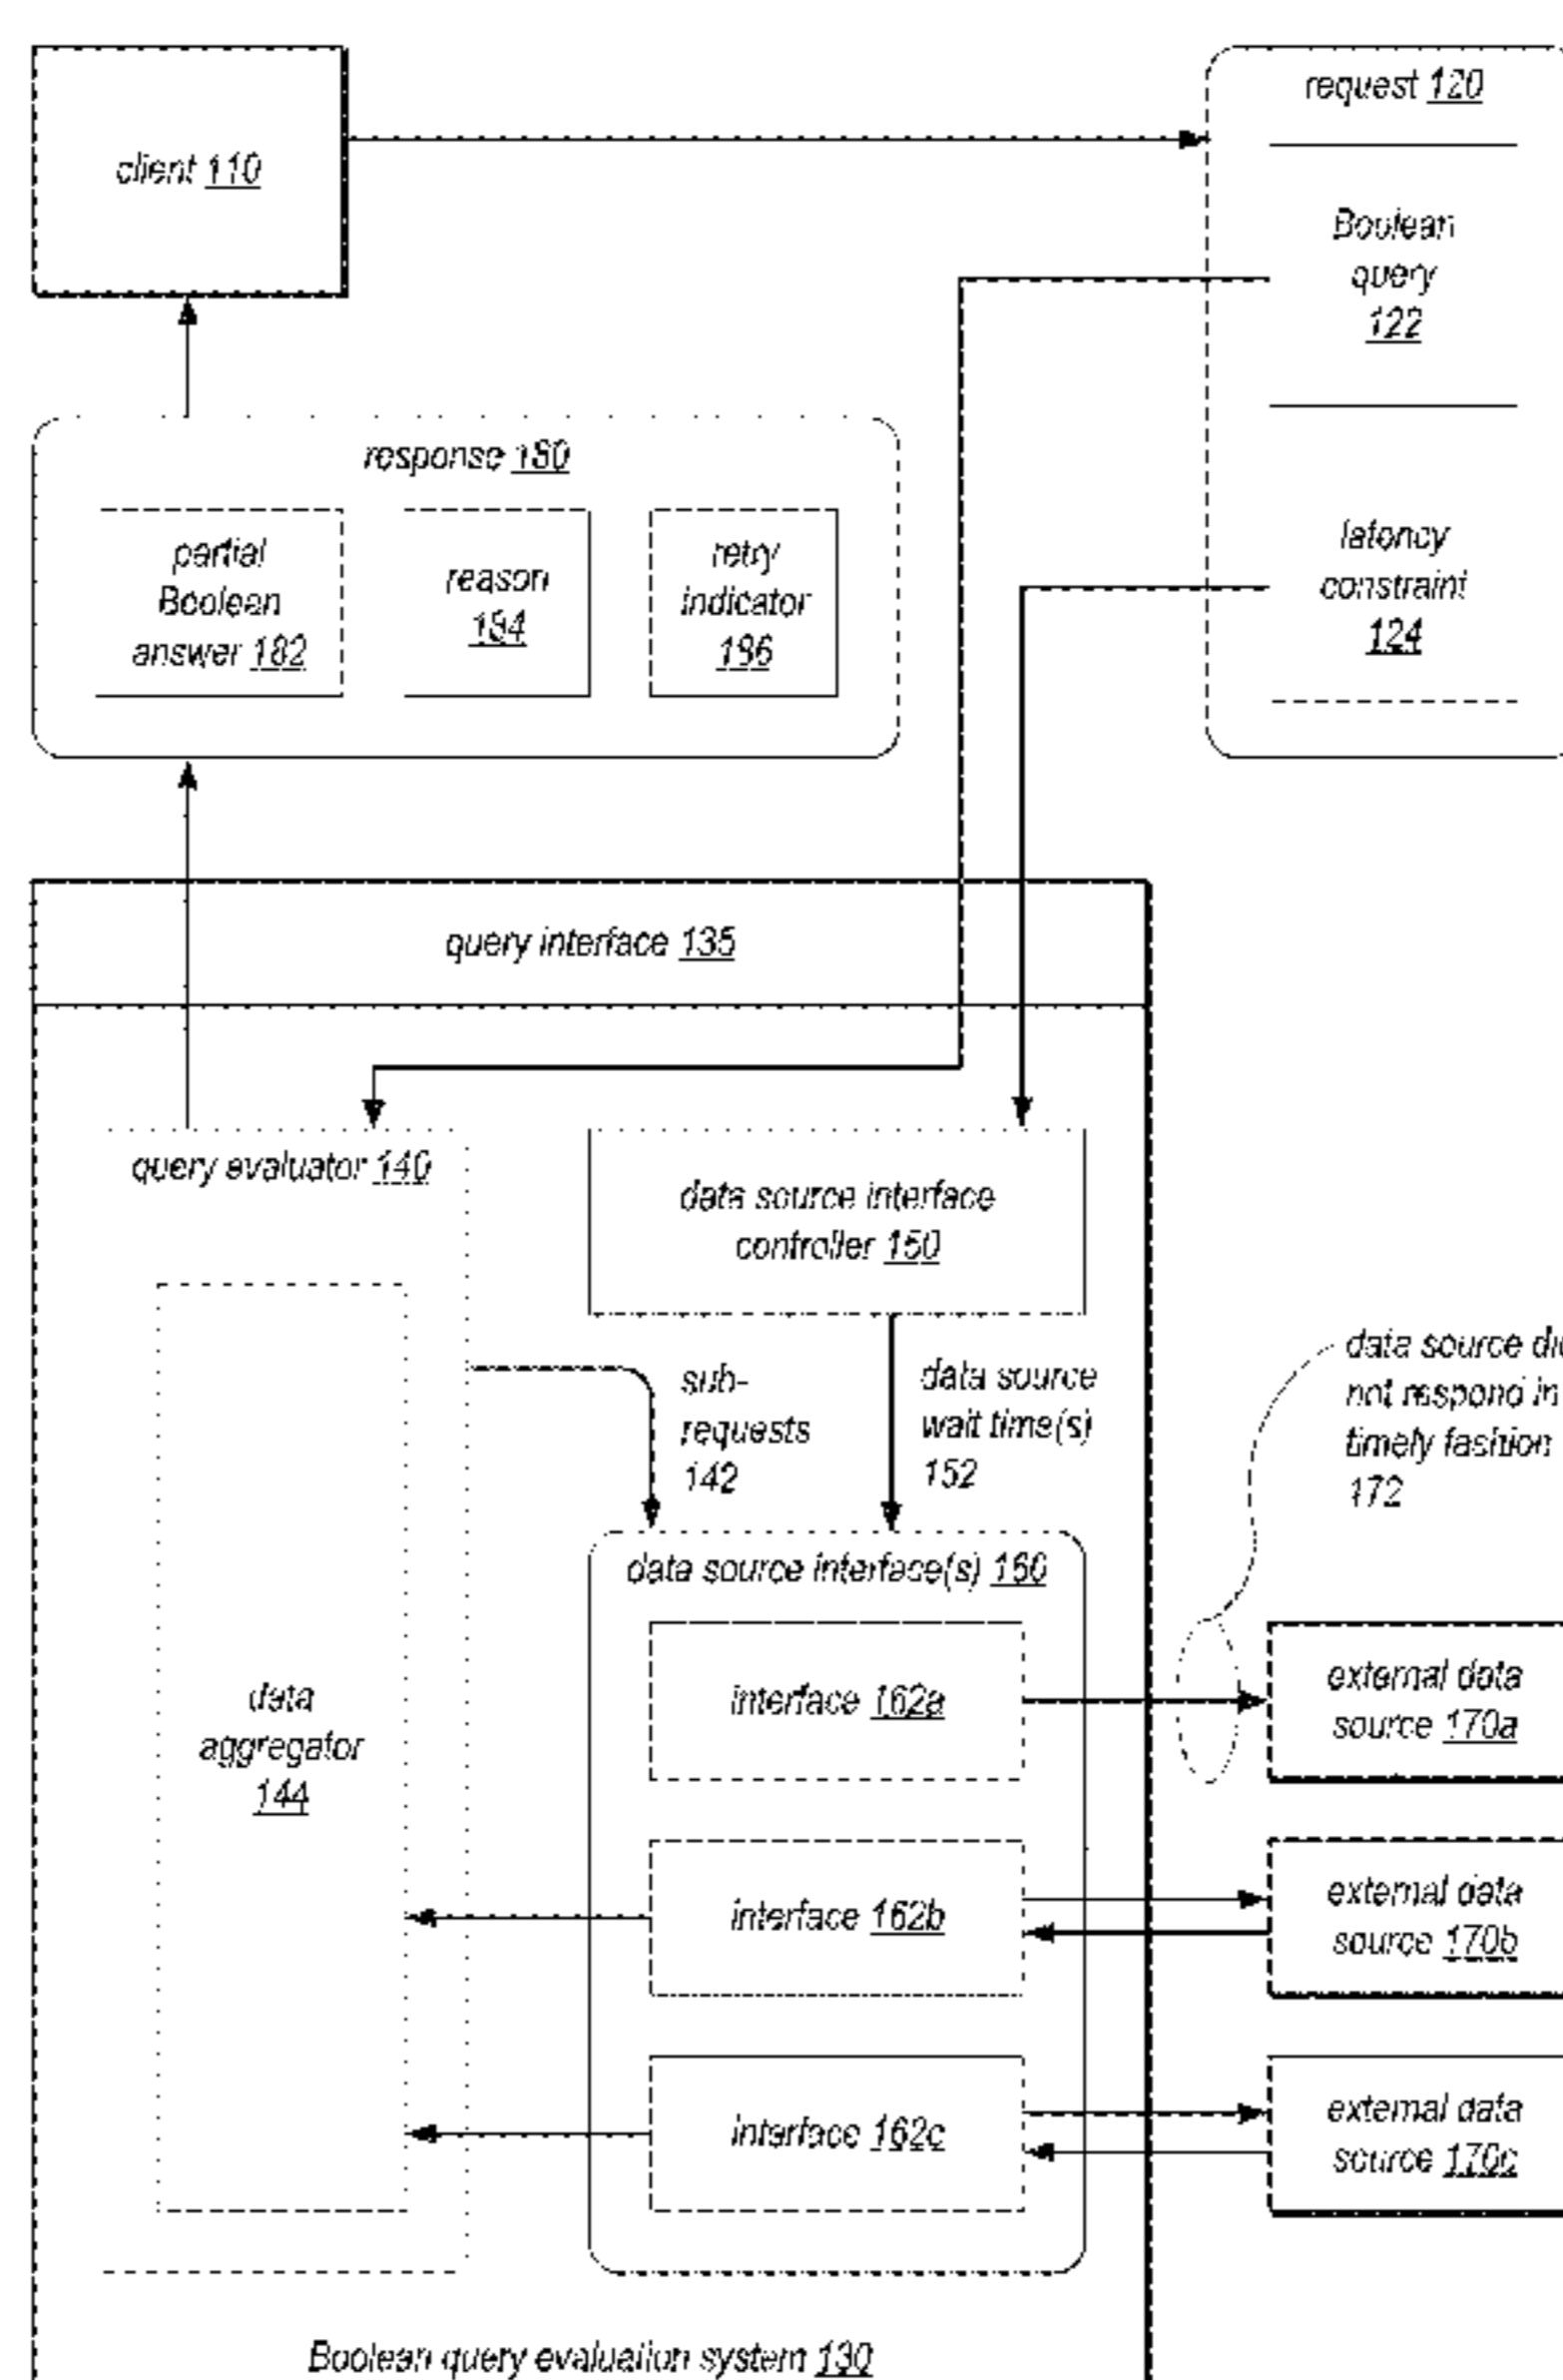 client 110
request 120
Boolean
query
122
latency
constraint
124
response 180
partial
Boolean
answer 182
reason
184
retry
indicator
186
query interface 135
query evaluator 140
data source interface
controller 150
sub-
requests
142
data source
wait time(s)
152
data source
not respond in
timely fashion
172
data source interface(s) 160
data
aggregator
144
interface 162a
external data
source 170a
interface 162b
external data
source 170b
interface 162c
external data
source 170c
Boolean query evaluation system 130